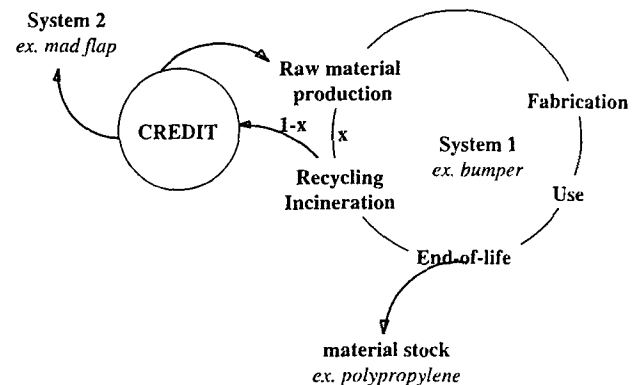 System 2
ex. mad flap
Raw material
production
Fabrication
CREDIT
1-x
x
System 1
ex. bumper
Recycling
Incineration
Use
End-of-life
material stock
ex. polypropylene